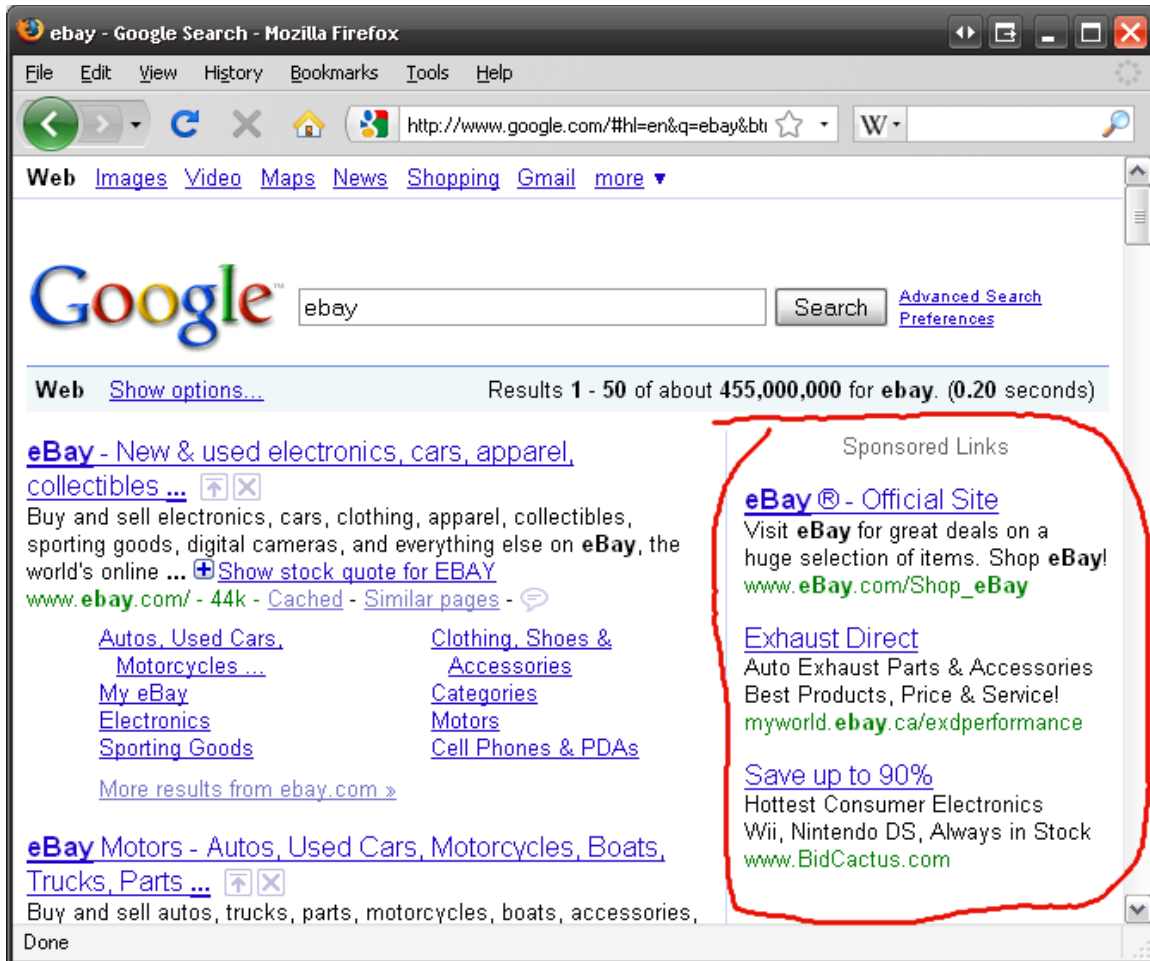 ebay - Google Search - Mozilla Firefox
File Edit View History Bookmarks Tools Help
http://www.google.com/#hl=en&q=ebay&bt
W
Web Images Video Maps News Shopping Gmail more ▼
Google™
ebay
Search
Advanced Search
Preferences
Web Show options...
Results 1 - 50 of about 455,000,000 for ebay. (0.20 seconds)
eBay - New & used electronics, cars, apparel,
collectibles ...
Buy and sell electronics, cars, clothing, apparel, collectibles,
sporting goods, digital cameras, and everything else on eBay, the
world's online ... Show stock quote for EBAY
www.ebay.com/ - 44k - Cached - Similar pages -
Autos, Used Cars,
Motorcycles ...
My eBay
Electronics
Sporting Goods
Clothing, Shoes &
Accessories
Categories
Motors
Cell Phones & PDAs
More results from ebay.com »
eBay Motors - Autos, Used Cars, Motorcycles, Boats,
Trucks, Parts ...
Buy and sell autos, trucks, parts, motorcycles, boats, accessories,
Sponsored Links
eBay ® - Official Site
Visit eBay for great deals on a
huge selection of items. Shop eBay!
www.eBay.com/Shop_eBay
Exhaust Direct
Auto Exhaust Parts & Accessories
Best Products, Price & Service!
myworld.ebay.ca/exdperformance
Save up to 90%
Hottest Consumer Electronics
Wii, Nintendo DS, Always in Stock
www.BidCactus.com
Done